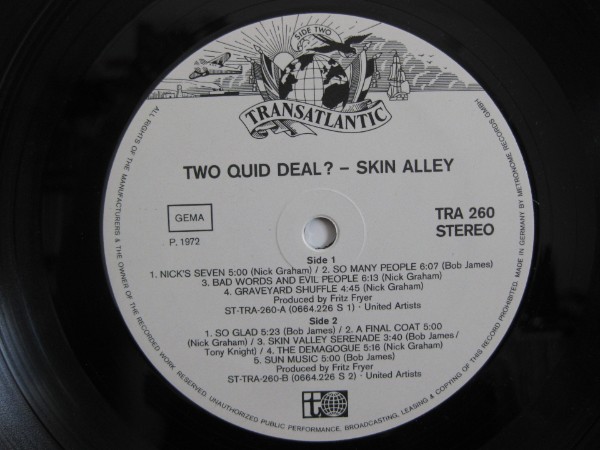 SIDE TWO
TRANSATLANTIC
TWO QUID DEAL? – SKIN ALLEY
GEMA
P. 1972
TRA 260
STEREO
Side 1
1. NICK'S SEVEN 5:00 (Nick Graham) / 2. SO MANY PEOPLE 6:07 (Bob James)
3. BAD WORDS AND EVIL PEOPLE 6:13 (Nick Graham)
4. GRAVEYARD SHUFFLE 4:45 (Nick Graham)
Produced by Fritz Fryer
ST-TRA-260-A (0664.226 S 1) · United Artists
Side 2
1. SO GLAD 5:23 (Bob James) / 2. A FINAL COAT 5:00
(Nick Graham) / 3. SKIN VALLEY SERENADE 3:40 (Bob James/
Tony Knight) / 4. THE DEMAGOGUE 5:16 (Nick Graham)
5. SUN MUSIC 5:00 (Bob James)
Produced by Fritz Fryer
ST-TRA-260-B (0664.226 S 2) · United Artists
t
ALL RIGHTS OF THE MANUFACTURERS & THE OWNER OF THE RECORDED WORK RESERVED. UNAUTHORIZED PUBLIC PERFORMANCE, BROADCASTING, LEASING & COPYING OF THIS RECORD PROHIBITED. MADE IN GERMANY BY METRONOME RECORDS GMBH